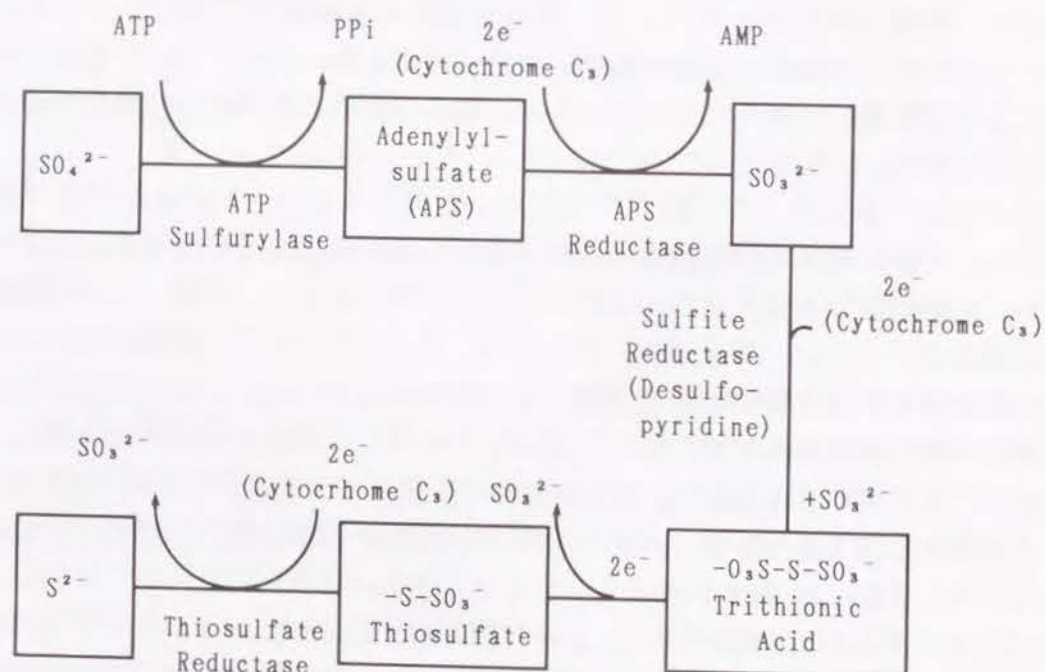 ATP
PPi
2e⁻
(Cytochrome C₃)
AMP
SO₄²⁻
Adenylyl-
sulfate
(APS)
SO₃²⁻
ATP
Sulfurylase
APS
Reductase
2e⁻
(Cytochrome C₃)
Sulfite
Reductase
(Desulfo-
pyridine)
+SO₃²⁻
SO₃²⁻
2e⁻
(Cytocrhome C₃)
SO₃²⁻
2e⁻
S²⁻
⁻S-SO₃⁻
Thiosulfate
⁻O₃S-S-SO₃⁻
Trithionic
Acid
Thiosulfate
Reductase